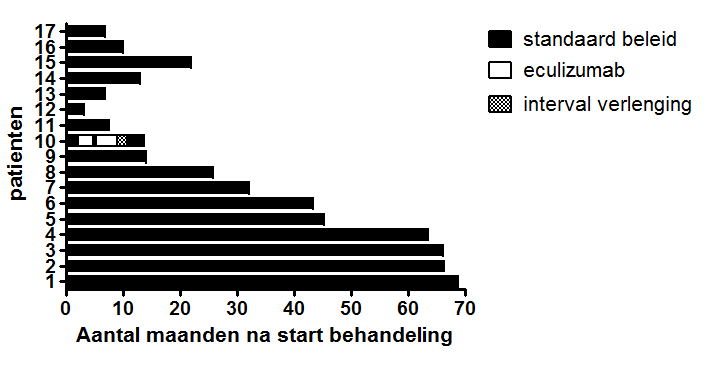 17
16
15
14
13
12
11
10
9
8
7
6
5
4
3
2
1
patienten
0 10 20 30 40 50 60 70
Aantal maanden na start behandeling
standaard beleid
eculizumab
interval verlenging